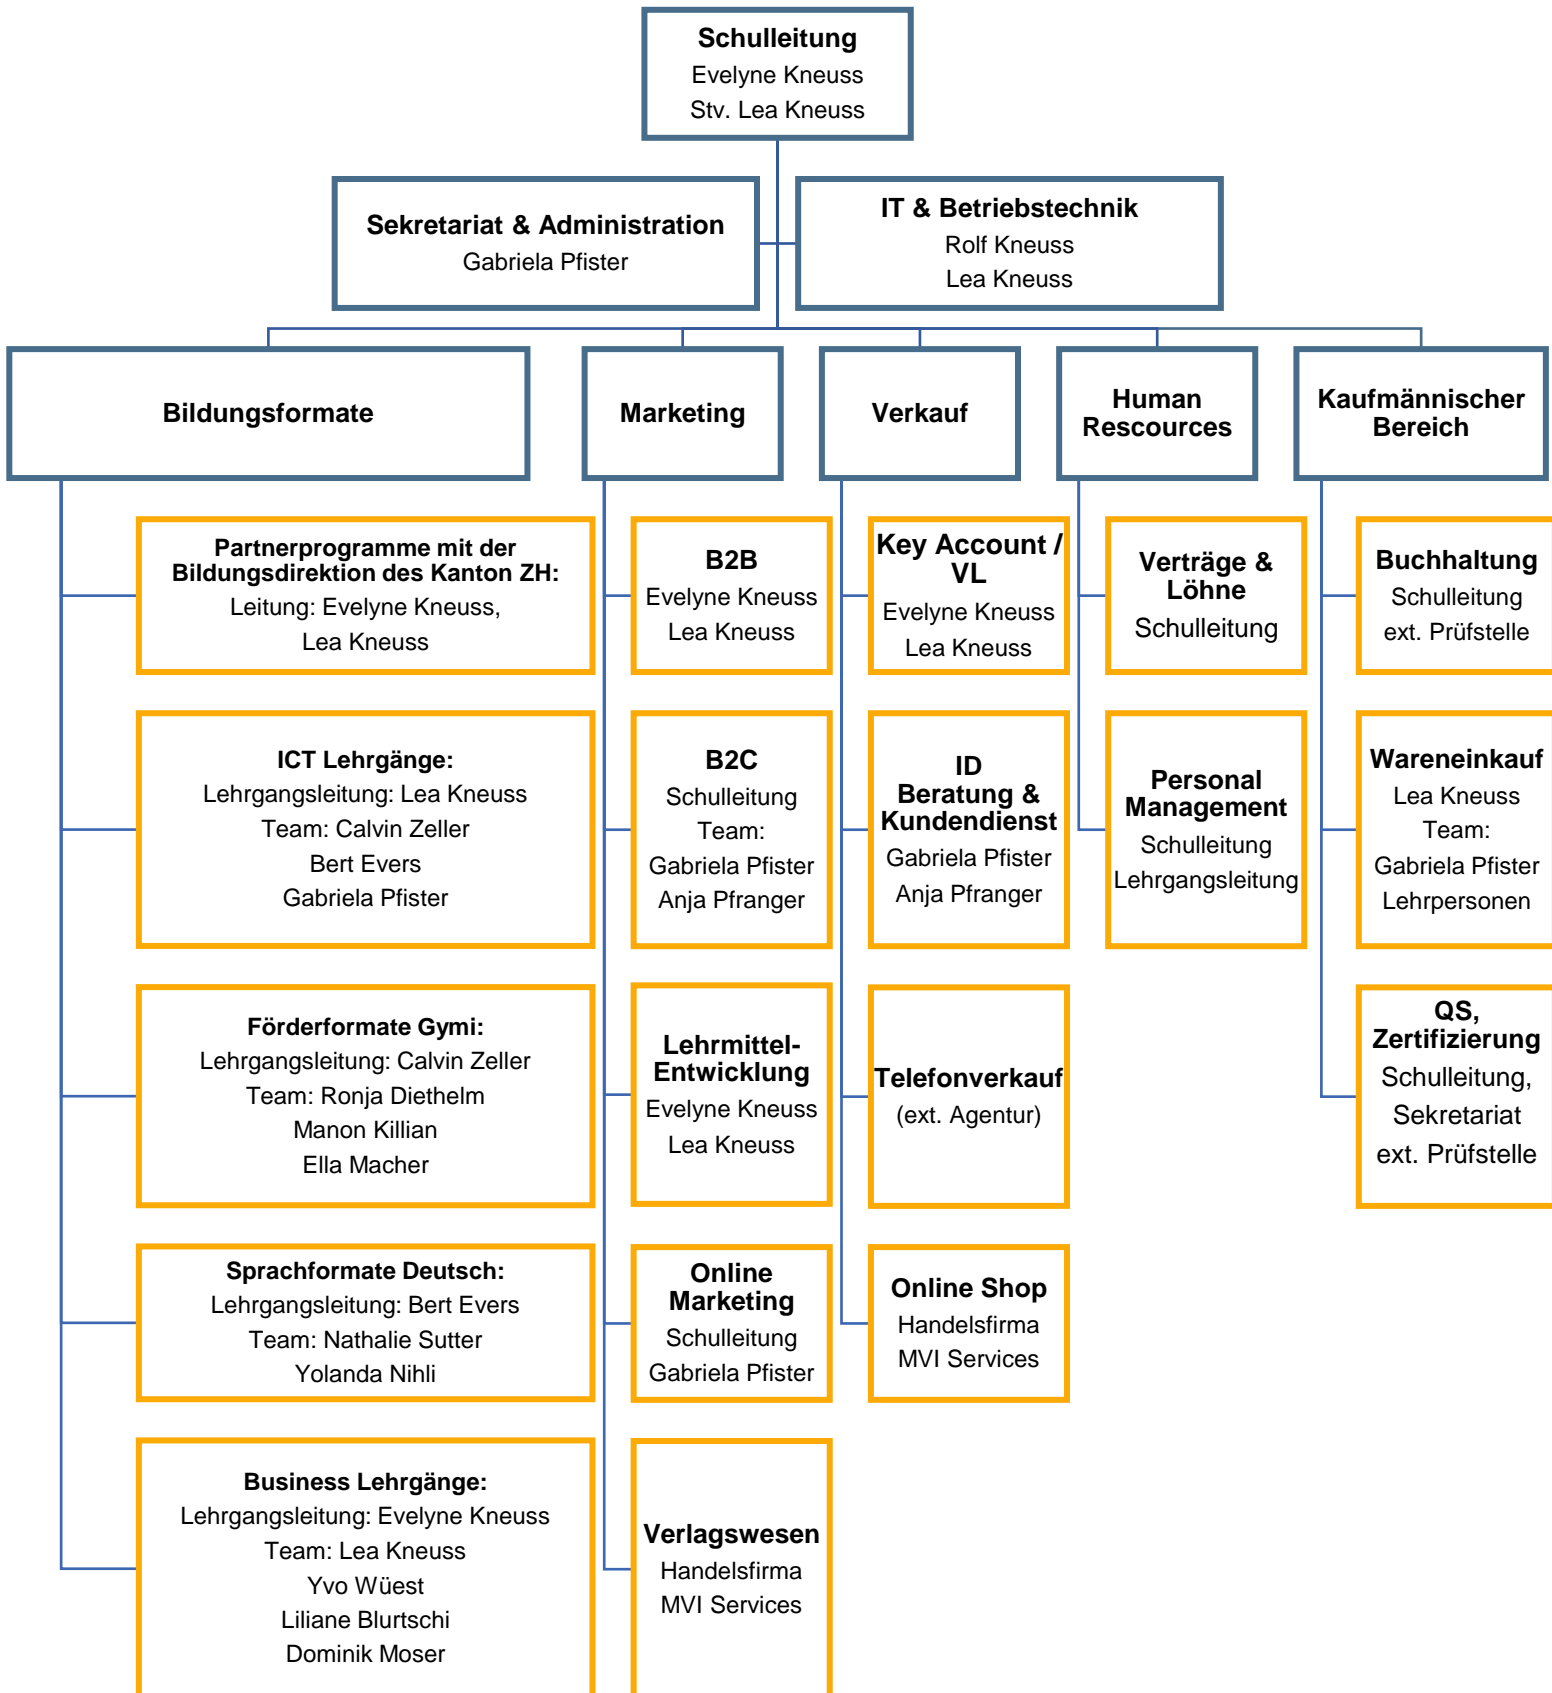 Schulleitung
Evelyne Kneuss
Stv. Lea Kneuss
Sekretariat & Administration
Gabriela Pfister
IT & Betriebstechnik
Rolf Kneuss
Lea Kneuss
Bildungsformate
Marketing
Verkauf
Human
Rescources
Kaufmännischer
Bereich
Partnerprogramme mit der
Bildungsdirektion des Kanton ZH:
Leitung: Evelyne Kneuss,
Lea Kneuss
ICT Lehrgänge:
Lehrgangsleitung: Lea Kneuss
Team: Calvin Zeller
Bert Evers
Gabriela Pfister
Förderformate Gymi:
Lehrgangsleitung: Calvin Zeller
Team: Ronja Diethelm
Manon Killian
Ella Macher
Sprachformate Deutsch:
Lehrgangsleitung: Bert Evers
Team: Nathalie Sutter
Yolanda Nihli
Business Lehrgänge:
Lehrgangsleitung: Evelyne Kneuss
Team: Lea Kneuss
Yvo Wüest
Liliane Blurtschi
Dominik Moser
B2B
Evelyne Kneuss
Lea Kneuss
B2C
Schulleitung
Team:
Gabriela Pfister
Anja Pfranger
Lehrmittel-
Entwicklung
Evelyne Kneuss
Lea Kneuss
Online
Marketing
Schulleitung
Gabriela Pfister
Verlagswesen
Handelsfirma
MVI Services
Key Account /
VL
Evelyne Kneuss
Lea Kneuss
ID
Beratung &
Kundendienst
Gabriela Pfister
Anja Pfranger
Telefonverkauf
(ext. Agentur)
Online Shop
Handelsfirma
MVI Services
Verträge &
Löhne
Schulleitung
Personal
Management
Schulleitung
Lehrgangsleitung
Buchhaltung
Schulleitung
ext. Prüfstelle
Wareneinkauf
Lea Kneuss
Team:
Gabriela Pfister
Lehrpersonen
QS,
Zertifizierung
Schulleitung,
Sekretariat
ext. Prüfstelle